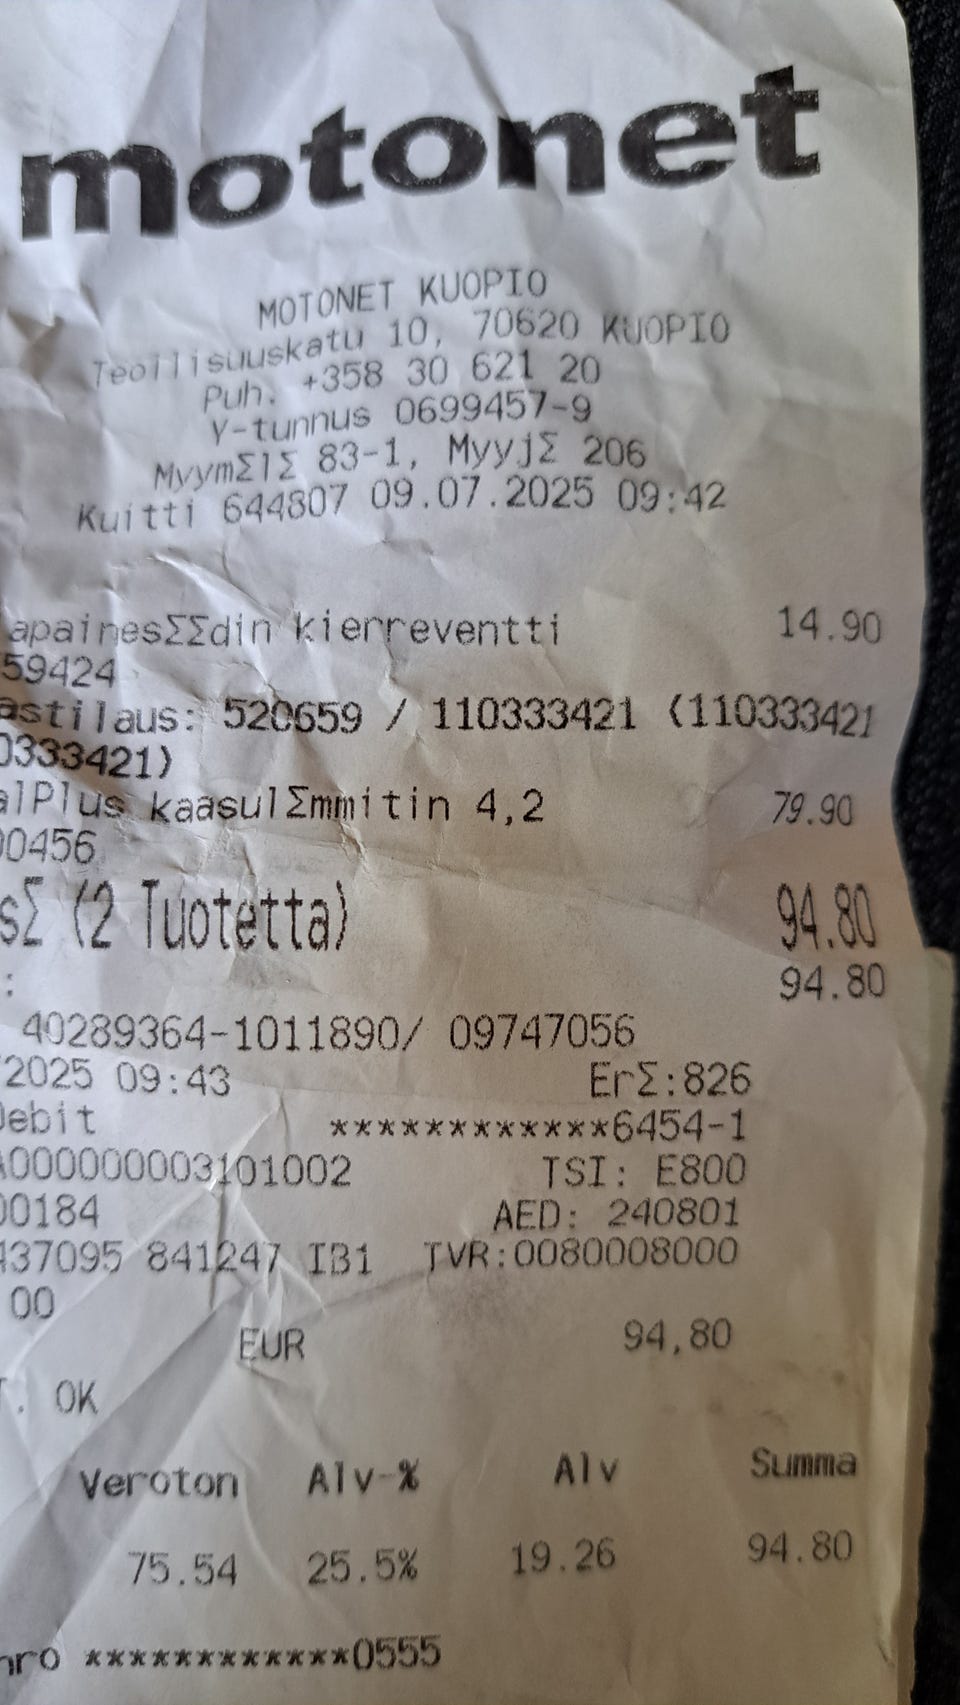 motonet
MOTONET KUOPIO
Teollisuuskatu 10, 70620 KUOPIO
Puh. +358 30 621 20
Y-tunnus 0699457-9
MyymΣlΣ 83-1, MyyjΣ 206
Kuitti 644807 09.07.2025 09:42
apainesΣΣdin kierreventti 14.90
59424
astilaus: 520659 / 110333421 (110333421
0333421)
alPlus kaasulΣmmitin 4,2 79.90
00456
sΣ (2 Tuotetta) 94.80
: 94.80
40289364-1011890/ 09747056
2025 09:43 ErΣ:826
Debit ************6454-1
A0000000003101002 TSI: E800
00184 AED: 240801
437095 841247 IB1 TVR:0080008000
00
EUR 94,80
T. OK
Veroton Alv-% Alv Summa
75.54 25.5% 19.26 94.80
nro ************0555